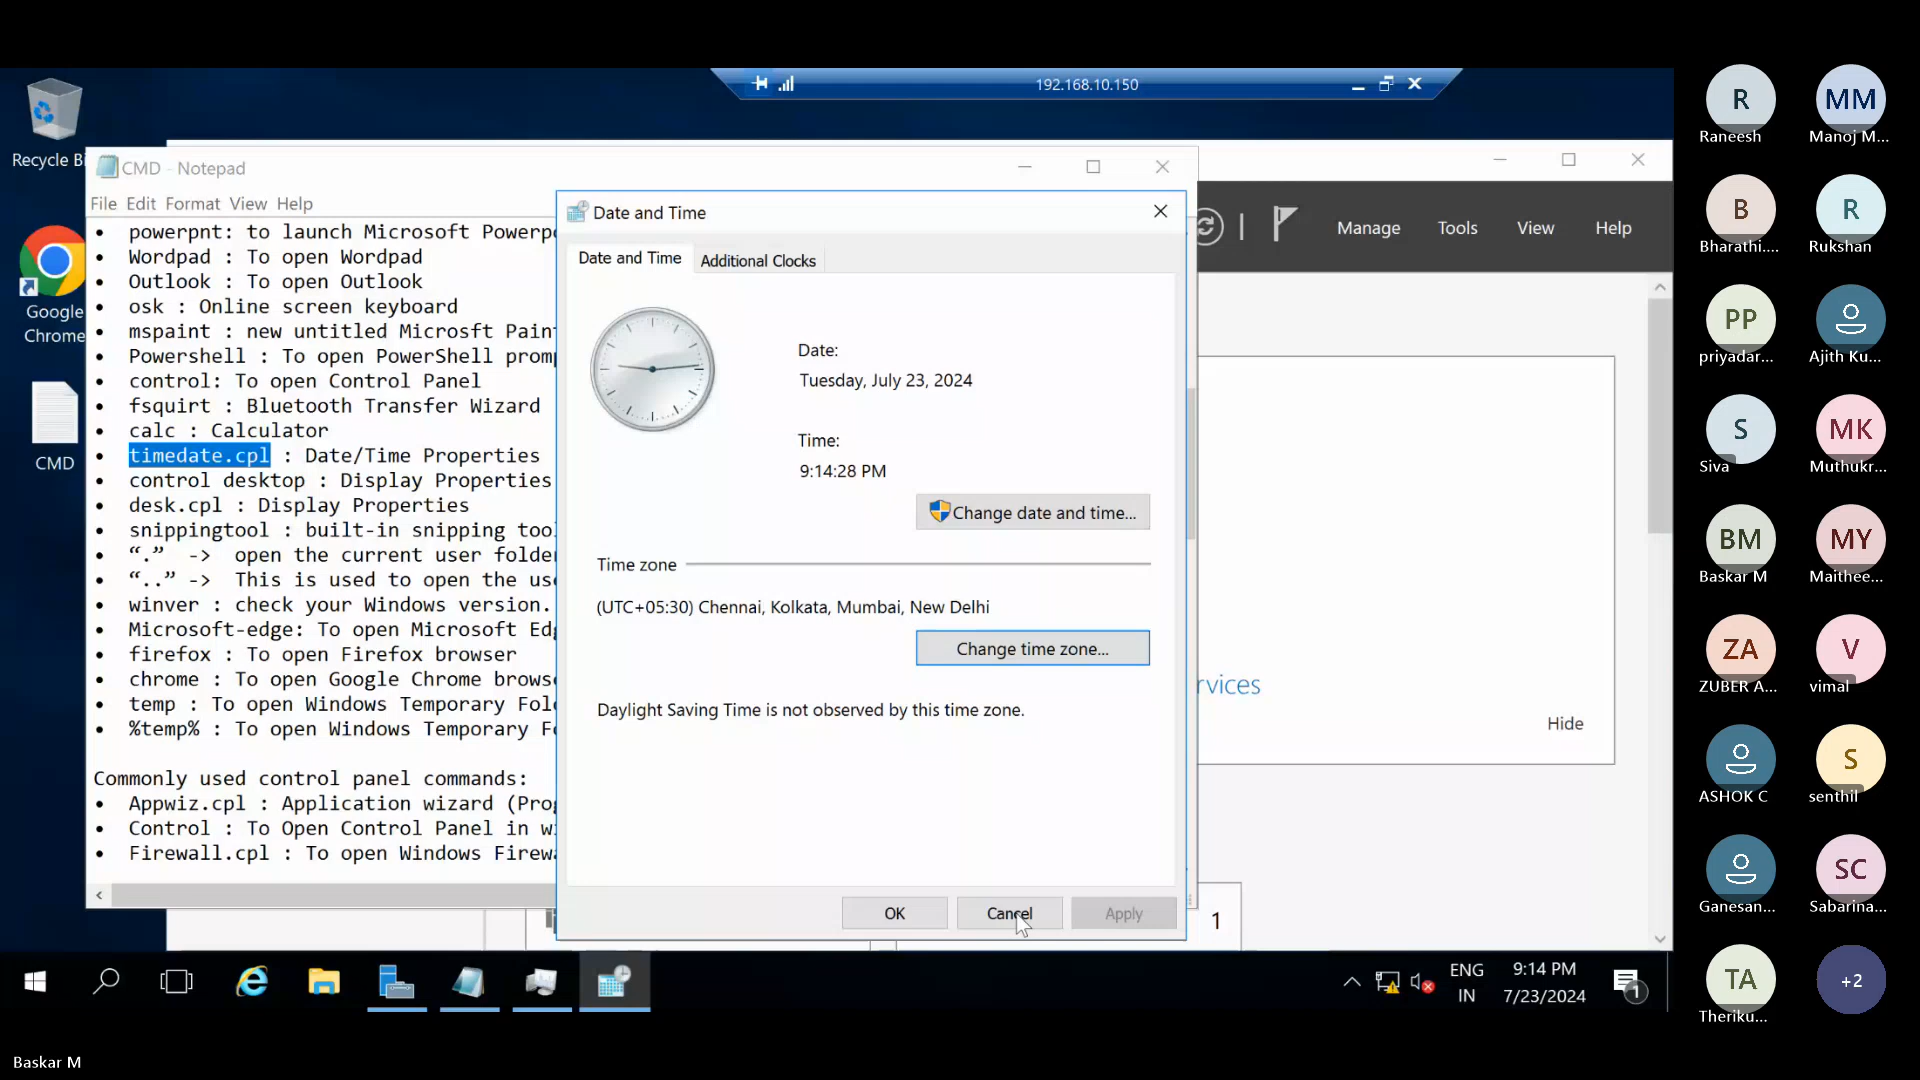 192.168.10.150
Recycle Bi
Google
Chrome
CMD
CMD - Notepad
File Edit Format View Help
• powerpnt: to launch Microsoft Powerpo
• Wordpad : To open Wordpad
• Outlook : To open Outlook
• osk : Online screen keyboard
• mspaint : new untitled Microsft Pain
• Powershell : To open PowerShell promp
• control: To open Control Panel
• fsquirt : Bluetooth Transfer Wizard
• calc : Calculator
• timedate.cpl : Date/Time Properties
• control desktop : Display Properties
• desk.cpl : Display Properties
• snippingtool : built-in snipping too
• “.” -> open the current user folde
• “..” -> This is used to open the use
• winver : check your Windows version.
• Microsoft-edge: To open Microsoft Edg
• firefox : To open Firefox browser
• chrome : To open Google Chrome browse
• temp : To open Windows Temporary Fol
• %temp% : To open Windows Temporary F
Commonly used control panel commands:
• Appwiz.cpl : Application wizard (Prog
• Control : To Open Control Panel in w
• Firewall.cpl : To open Windows Firew
Date and Time
Date and Time
Additional Clocks
Date:
Tuesday, July 23, 2024
Time:
9:14:28 PM
Change date and time...
Time zone
(UTC+05:30) Chennai, Kolkata, Mumbai, New Delhi
Change time zone...
Daylight Saving Time is not observed by this time zone.
OK
Cancel
Apply
Manage
Tools
View
Help
rvices
Hide
1
ENG
IN
9:14 PM
7/23/2024
1
R
Raneesh
MM
Manoj M...
B
Bharathi....
R
Rukshan
PP
priyadar...
Ajith Ku...
S
Siva
MK
Muthukr...
BM
Baskar M
MY
Maithee...
ZA
ZUBER A...
V
vimal
ASHOK C
S
senthil
Ganesan...
SC
Sabarina...
TA
Theriku...
+2
Baskar M